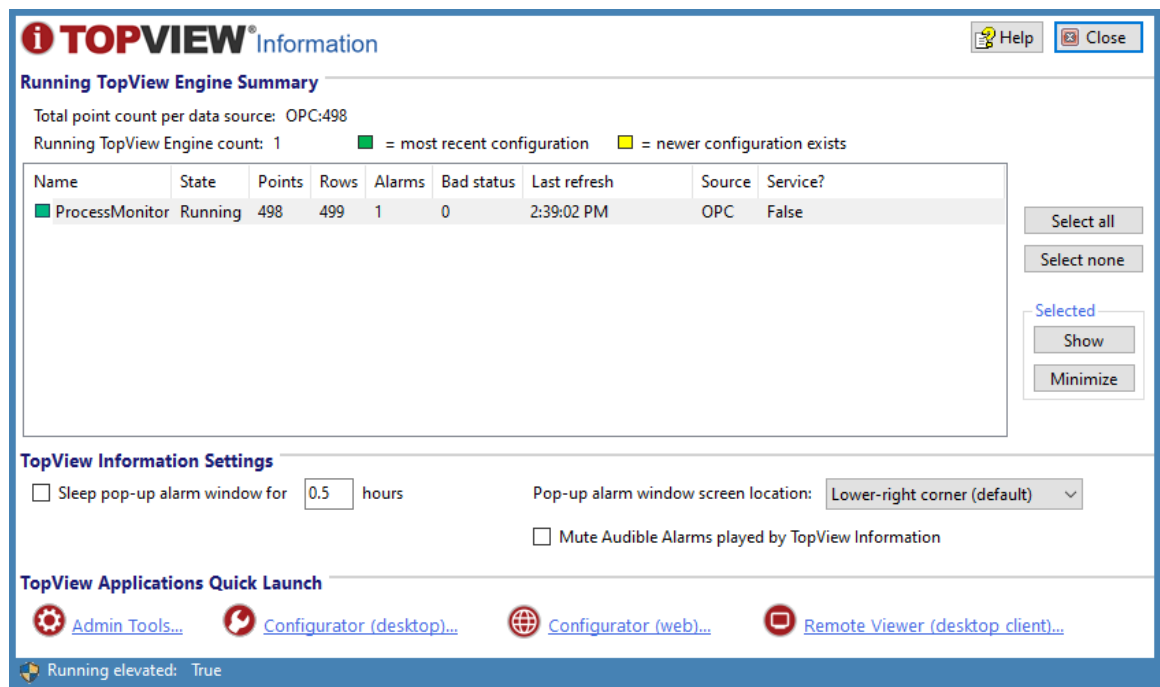 TOPVIEW® Information
Help
Close
Running TopView Engine Summary
Total point count per data source: OPC:498
Running TopView Engine count: 1 = most recent configuration = newer configuration exists
Name State Points Rows Alarms Bad status Last refresh Source Service?
ProcessMonitor Running 498 499 1 0 2:39:02 PM OPC False
Select all
Select none
Selected
Show
Minimize
TopView Information Settings
Sleep pop-up alarm window for 0.5 hours
Pop-up alarm window screen location: Lower-right corner (default)
Mute Audible Alarms played by TopView Information
TopView Applications Quick Launch
Admin Tools... Configurator (desktop)... Configurator (web)... Remote Viewer (desktop client)...
Running elevated: True